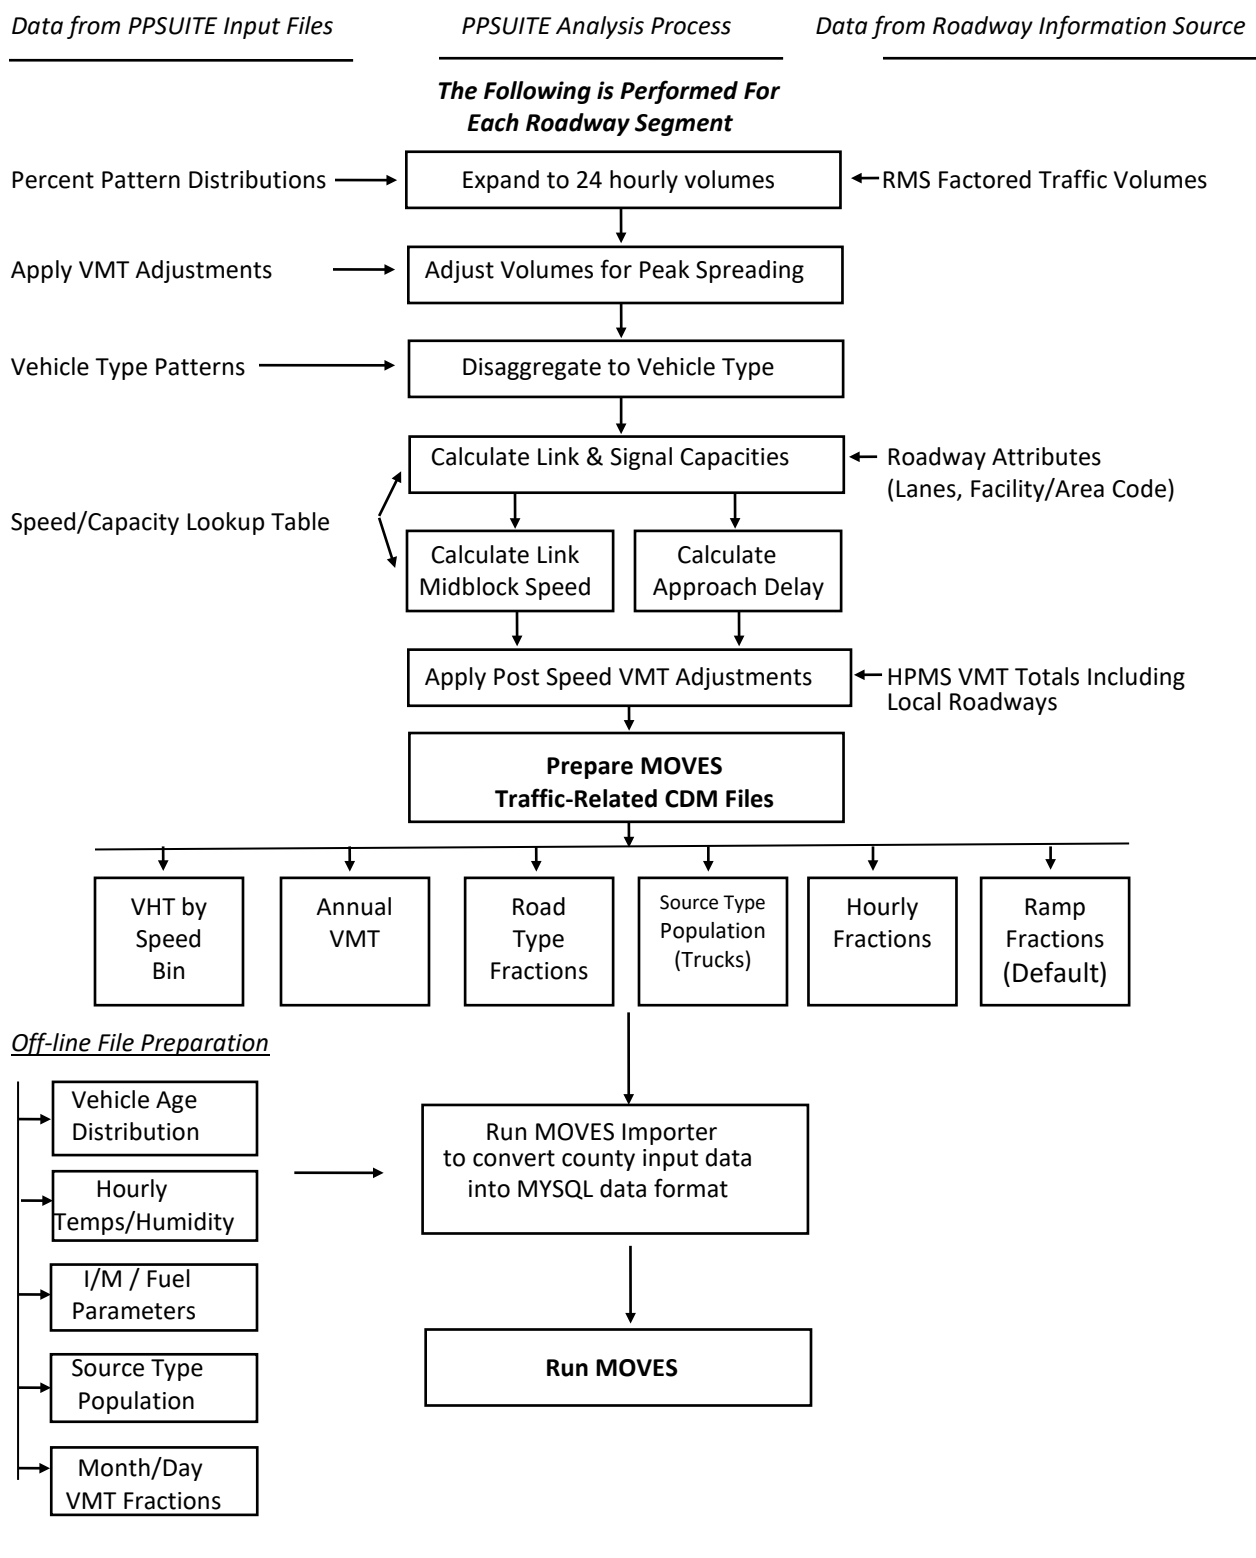 Data from PPSUITE Input Files
PPSUITE Analysis Process
Data from Roadway Information Source
The Following is Performed For
Each Roadway Segment
Percent Pattern Distributions
Expand to 24 hourly volumes
RMS Factored Traffic Volumes
Apply VMT Adjustments
Adjust Volumes for Peak Spreading
Vehicle Type Patterns
Disaggregate to Vehicle Type
Calculate Link & Signal Capacities
Roadway Attributes
(Lanes, Facility/Area Code)
Speed/Capacity Lookup Table
Calculate Link
Midblock Speed
Calculate
Approach Delay
Apply Post Speed VMT Adjustments
HPMS VMT Totals Including
Local Roadways
Prepare MOVES
Traffic-Related CDM Files
VHT by
Speed
Bin
Annual
VMT
Road
Type
Fractions
Source Type
Population
(Trucks)
Hourly
Fractions
Ramp
Fractions
(Default)
Off-line File Preparation
Vehicle Age
Distribution
Hourly
Temps/Humidity
I/M / Fuel
Parameters
Source Type
Population
Month/Day
VMT Fractions
Run MOVES Importer
to convert county input data
into MYSQL data format
Run MOVES